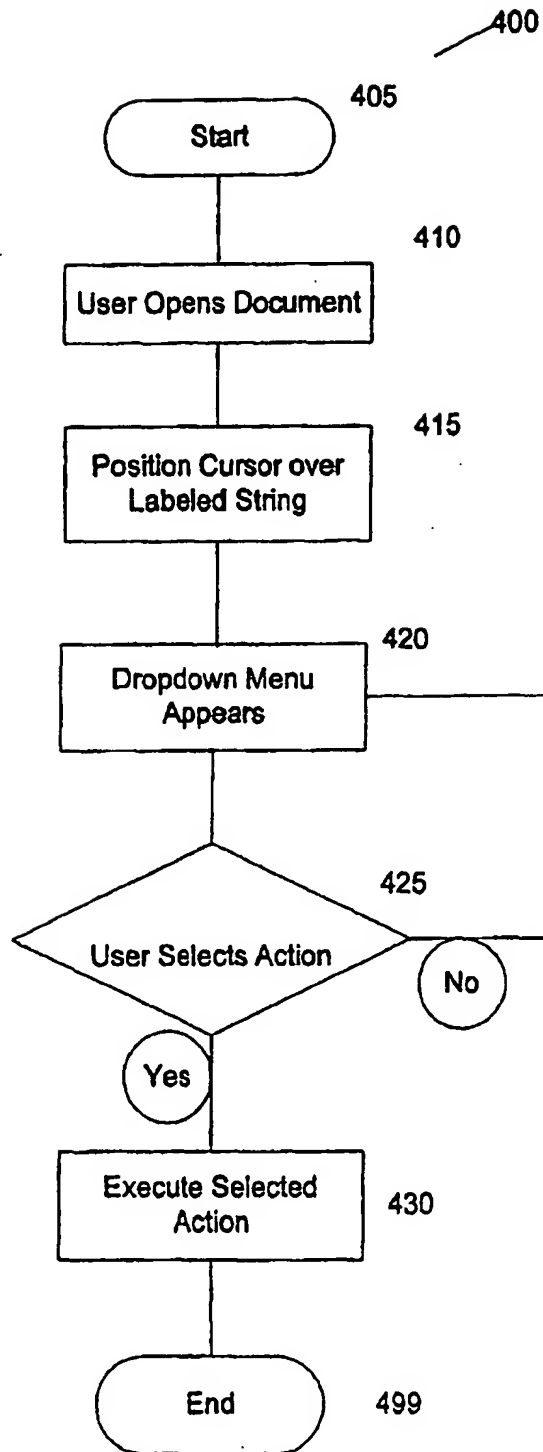 400
405
Start
410
User Opens Document
415
Position Cursor over
Labeled String
420
Dropdown Menu
Appears
425
User Selects Action
No
Yes
Execute Selected
Action
430
End
499